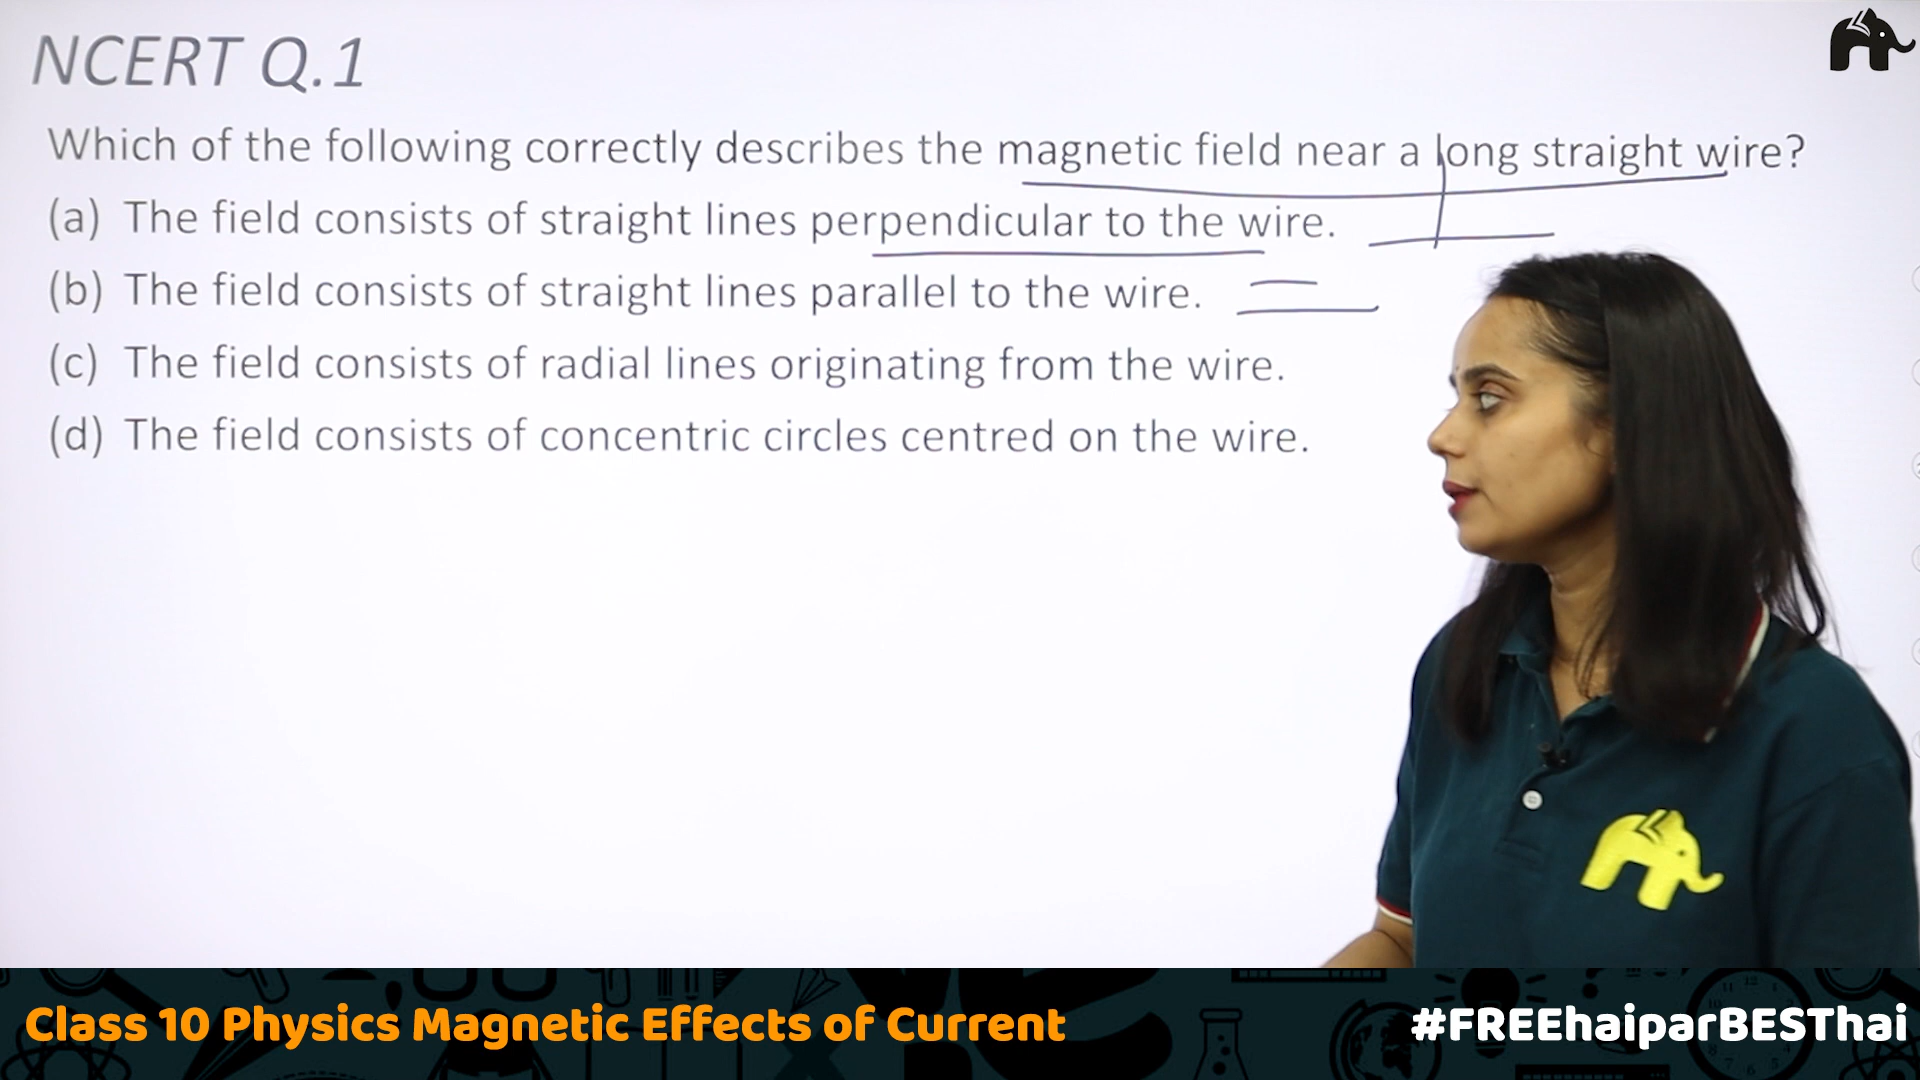 NCERT Q.1
Which of the following correctly describes the magnetic field near a long straight wire?
(a) The field consists of straight lines perpendicular to the wire.
(b) The field consists of straight lines parallel to the wire.
(c) The field consists of radial lines originating from the wire.
(d) The field consists of concentric circles centred on the wire.
Class 10 Physics Magnetic Effects of Current
#FREEhaiparBESThai